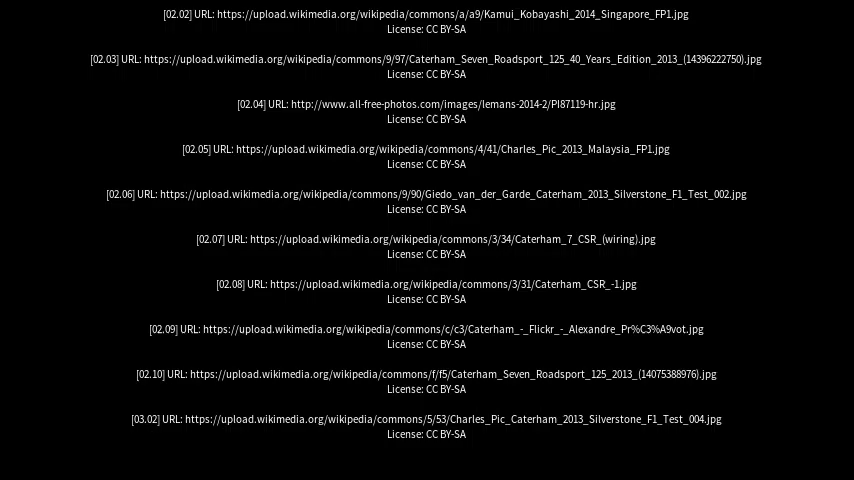 [02.02] URL: https://upload.wikimedia.org/wikipedia/commons/a/a9/Kamui_Kobayashi_2014_Singapore_FP1.jpg
License: CC BY-SA
[02.03] URL: https://upload.wikimedia.org/wikipedia/commons/9/97/Caterham_Seven_Roadsport_125_40_Years_Edition_2013_(14396222750).jpg
License: CC BY-SA
[02.04] URL: http://www.all-free-photos.com/images/lemans-2014-2/PI87119-hr.jpg
License: CC BY-SA
[02.05] URL: https://upload.wikimedia.org/wikipedia/commons/4/41/Charles_Pic_2013_Malaysia_FP1.jpg
License: CC BY-SA
[02.06] URL: https://upload.wikimedia.org/wikipedia/commons/9/90/Giedo_van_der_Garde_Caterham_2013_Silverstone_F1_Test_002.jpg
License: CC BY-SA
[02.07] URL: https://upload.wikimedia.org/wikipedia/commons/3/34/Caterham_7_CSR_(wiring).jpg
License: CC BY-SA
[02.08] URL: https://upload.wikimedia.org/wikipedia/commons/3/31/Caterham_CSR_-1.jpg
License: CC BY-SA
[02.09] URL: https://upload.wikimedia.org/wikipedia/commons/c/c3/Caterham_-_Flickr_-_Alexandre_Pr%C3%A9vot.jpg
License: CC BY-SA
[02.10] URL: https://upload.wikimedia.org/wikipedia/commons/f/f5/Caterham_Seven_Roadsport_125_2013_(14075388976).jpg
License: CC BY-SA
[03.02] URL: https://upload.wikimedia.org/wikipedia/commons/5/53/Charles_Pic_Caterham_2013_Silverstone_F1_Test_004.jpg
License: CC BY-SA